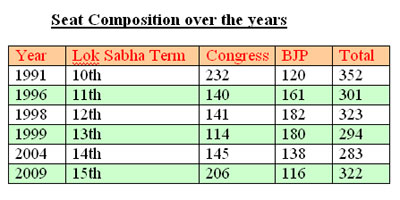 Seat Composition over the years
Year Lok Sabha Term Congress BJP Total
1991 10th 232 120 352
1996 11th 140 161 301
1998 12th 141 182 323
1999 13th 114 180 294
2004 14th 145 138 283
2009 15th 206 116 322